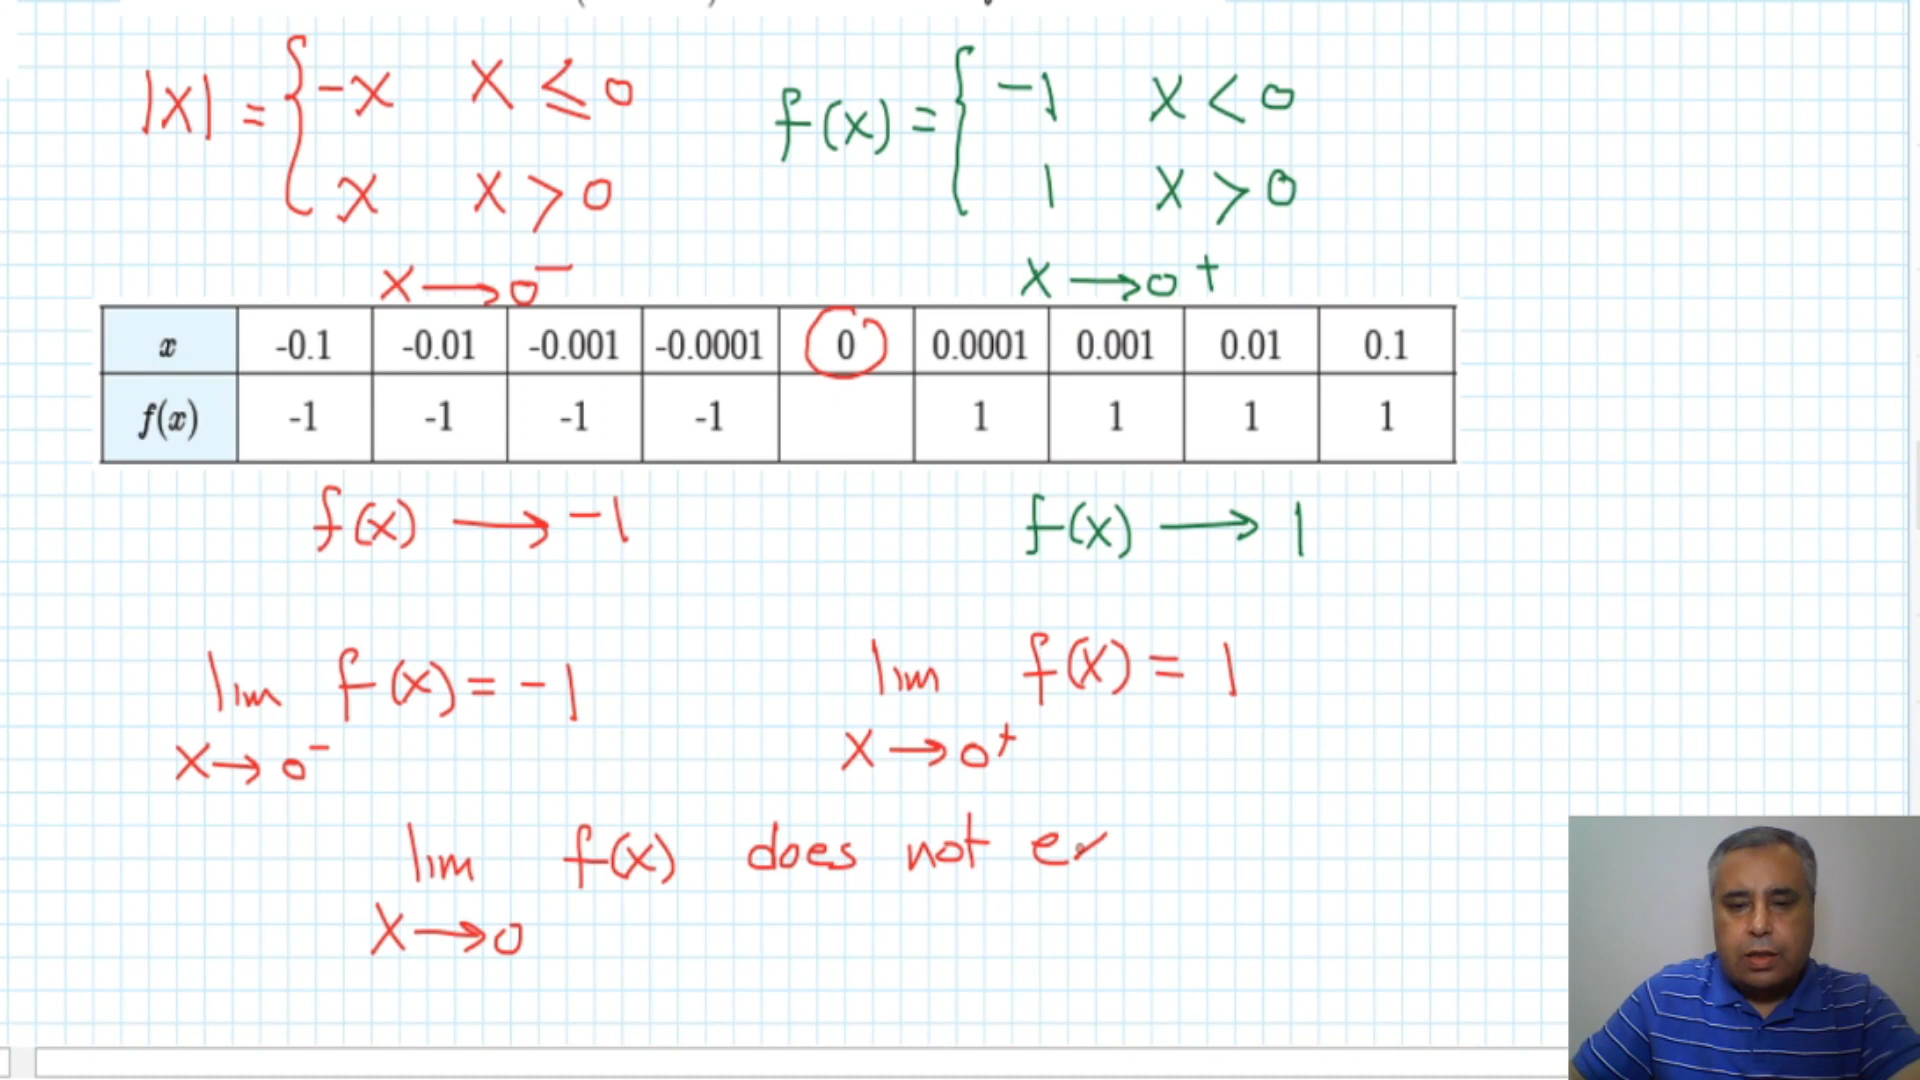 |x| = { -x x ≤ 0
x x > 0
f(x) = { -1 x < 0
1 x > 0
x → 0⁻
x → 0⁺
x -0.1 -0.01 -0.001 -0.0001 0 0.0001 0.001 0.01 0.1
f(x) -1 -1 -1 -1 1 1 1 1
f(x) → -1
f(x) → 1
lim f(x) = -1
x → 0⁻
lim f(x) = 1
x → 0⁺
lim f(x) does not ex
x → 0